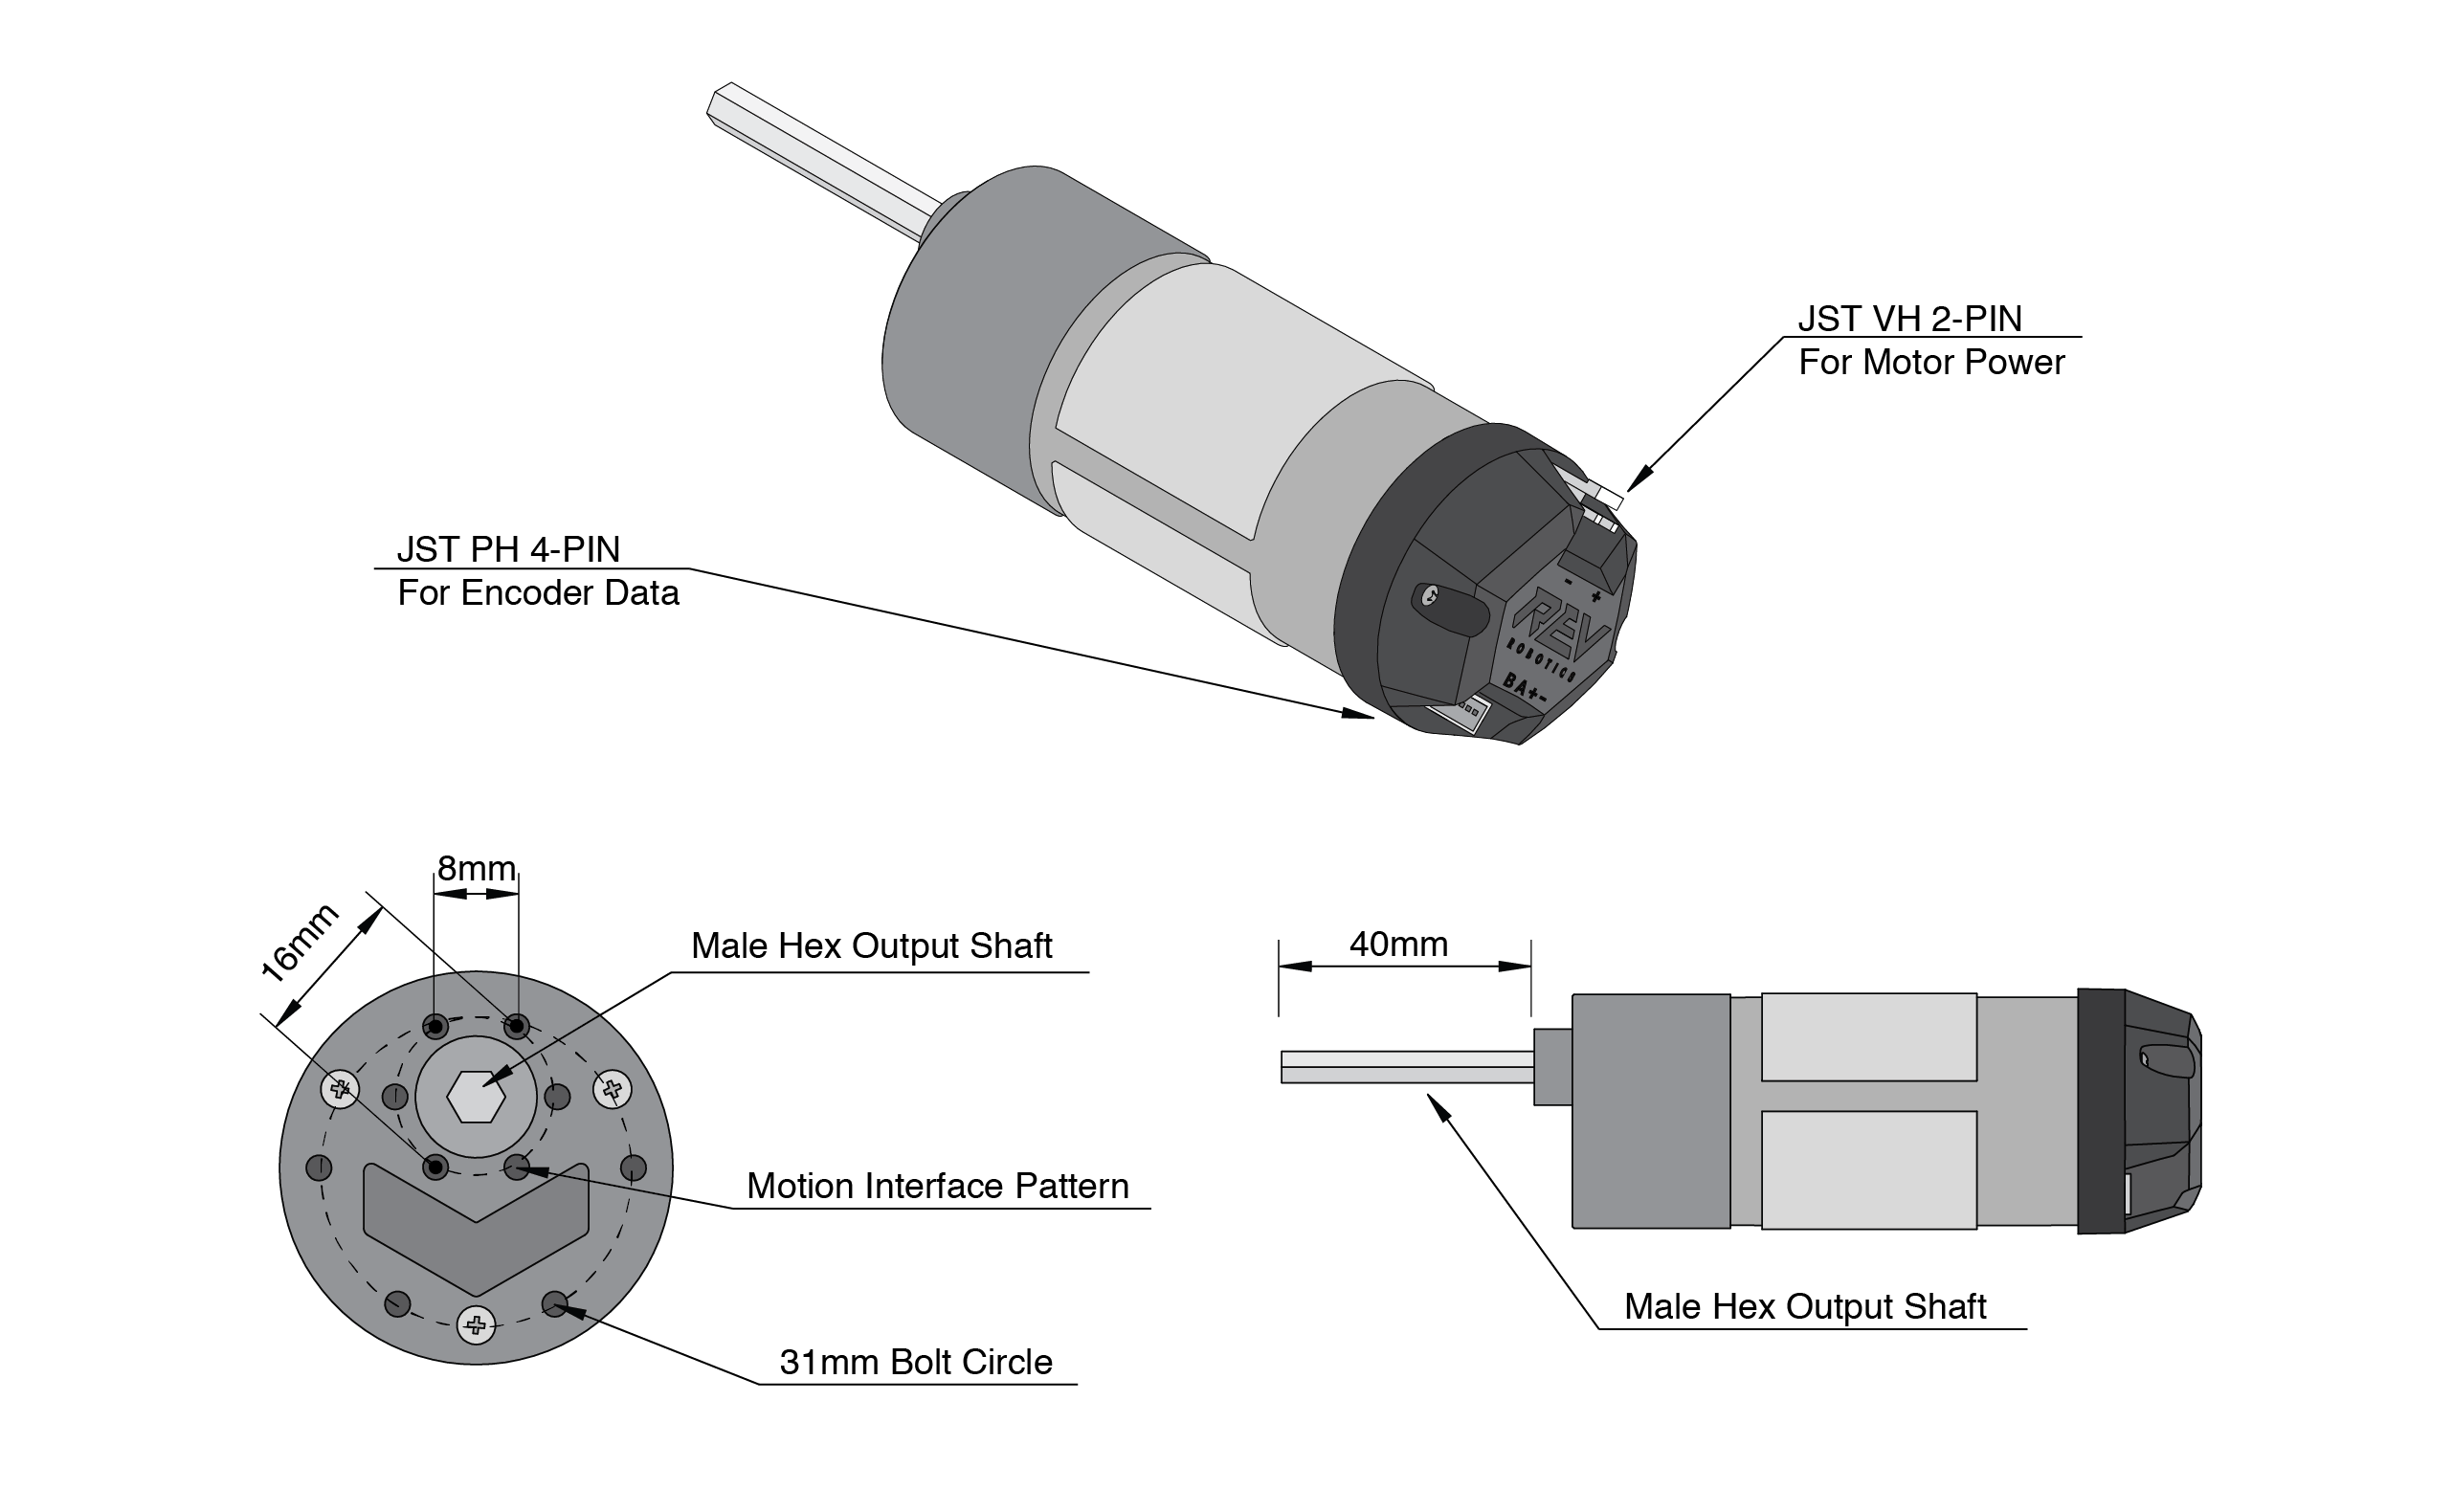 JST VH 2-PIN
For Motor Power
JST PH 4-PIN
For Encoder Data
- +
REV
ROBOTICS
BA+-
8mm
16mm
Male Hex Output Shaft
40mm
Motion Interface Pattern
Male Hex Output Shaft
31mm Bolt Circle